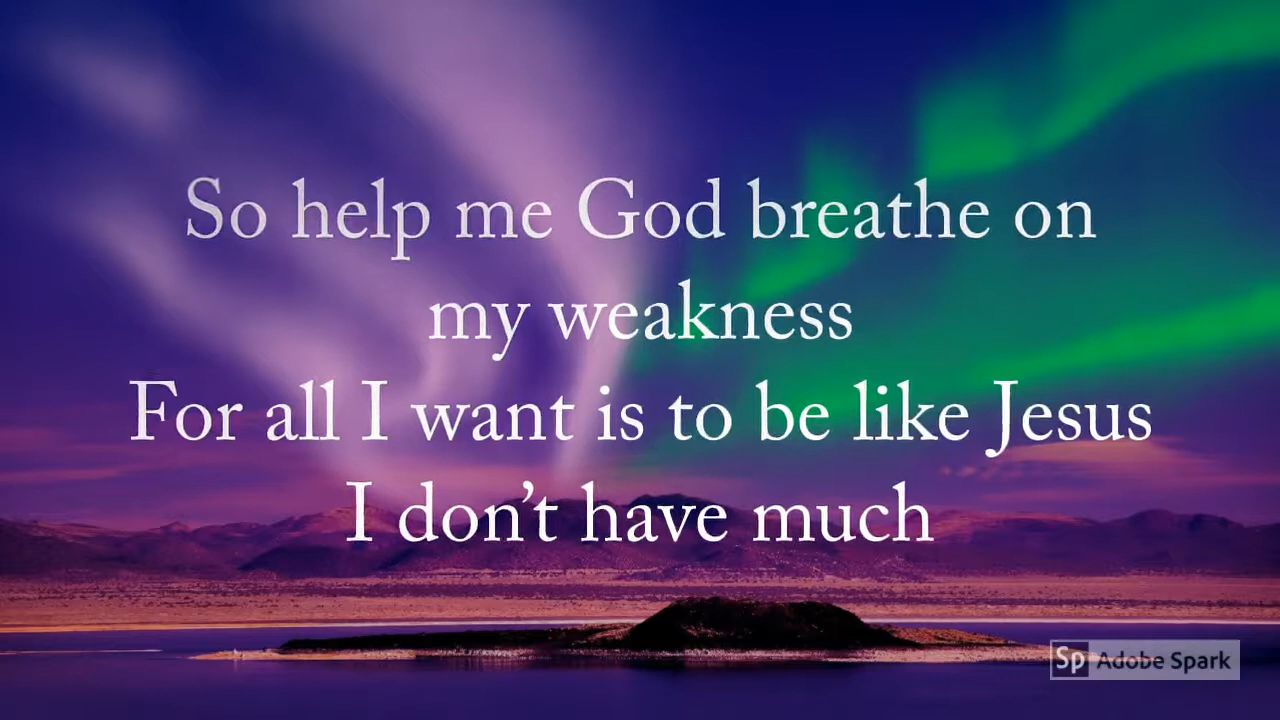 So help me God breathe on
my weakness
For all I want is to be like Jesus
I don’t have much
Sp Adobe Spark